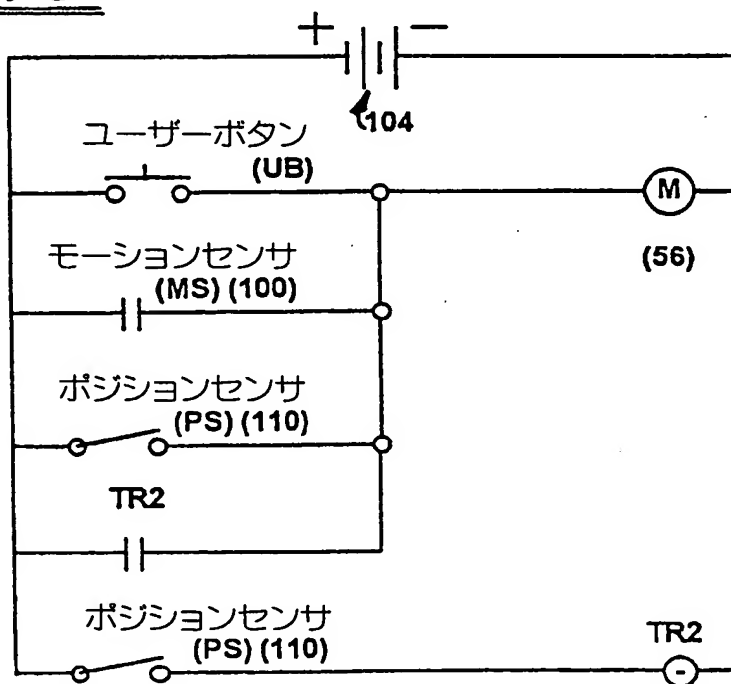 + −
104
ユーザーボタン
(UB)
M
(56)
モーションセンサ
(MS) (100)
ポジションセンサ
(PS) (110)
TR2
ポジションセンサ
(PS) (110)
TR2
-